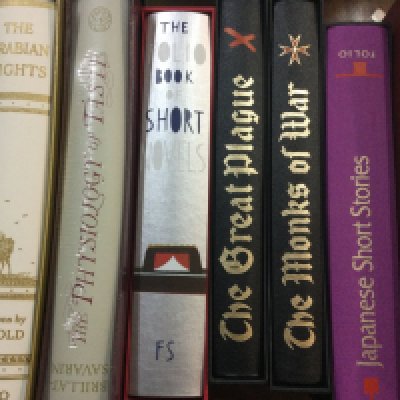 THE
ARABIAN
NIGHTS
THE PHYSIOLOGY OF TASTE
BRILLAT
SAVARIN
THE
FOLIO
BOOK
OF
SHORT
NOVELS
FS
The Great Plague
The Monks of War
FOLIO
Japanese Short Stories